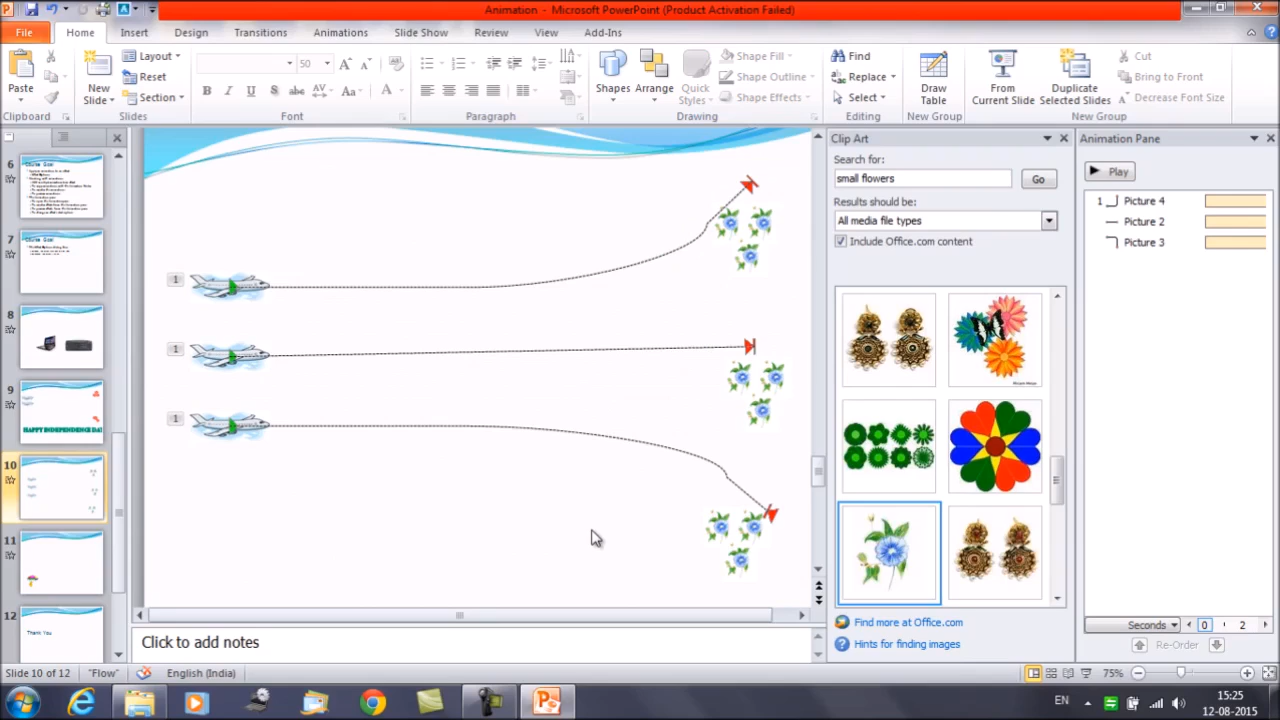 Animation - Microsoft PowerPoint (Product Activation Failed)
File Home Insert Design Transitions Animations Slide Show Review View Add-Ins
Paste
Clipboard
New
Slide
Layout
Reset
Section
Slides
50
B I U S abc AV Aa A
Font
Paragraph
Shapes
Arrange
Quick
Styles
Shape Fill
Shape Outline
Shape Effects
Drawing
Find
Replace
Select
Editing
Draw
Table
New Group
From
Current Slide
Duplicate
Selected Slides
Cut
Bring to Front
Decrease Font Size
New Group
6
7
8
9
HAPPY INDEPENDENCE DAY
10
11
12
Thank You
1
1
1
Click to add notes
Clip Art
Search for:
small flowers
Go
Results should be:
All media file types
Include Office.com content
Find more at Office.com
Hints for finding images
Animation Pane
Play
1 Picture 4
Picture 2
Picture 3
Seconds 0 2
Re-Order
Slide 10 of 12 "Flow" English (India) 75%
EN
15:25
12-08-2015